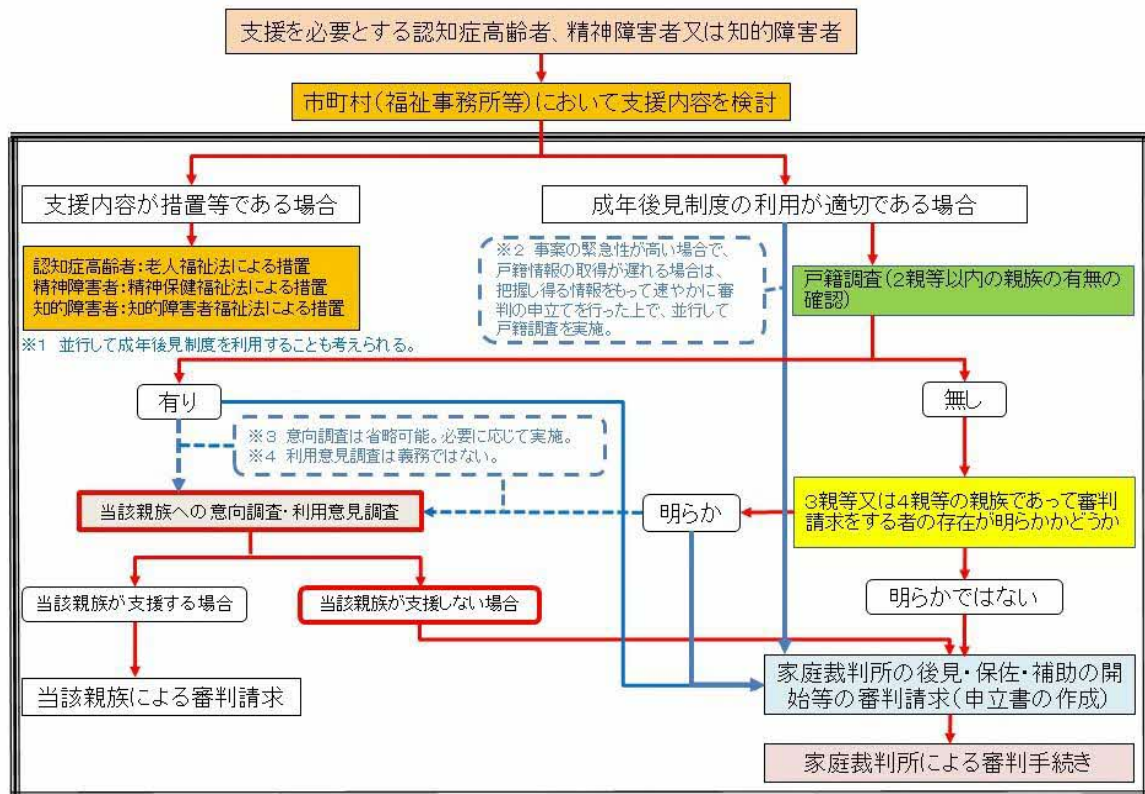 支援を必要とする認知症高齢者、精神障害者又は知的障害者
市町村(福祉事務所等)において支援内容を検討
支援内容が措置等である場合
成年後見制度の利用が適切である場合
認知症高齢者:老人福祉法による措置
精神障害者:精神保健福祉法による措置
知的障害者:知的障害者福祉法による措置
※1 並行して成年後見制度を利用することも考えられる。
※2 事案の緊急性が高い場合で、
戸籍情報の取得が遅れる場合は、
把握し得る情報をもって速やかに審
判の申立てを行った上で、並行して
戸籍調査を実施。
戸籍調査(2親等以内の親族の有無の
確認)
有り
無し
※3 意向調査は省略可能。必要に応じて実施。
※4 利用意見調査は義務ではない。
当該親族への意向調査・利用意見調査
明らか
3親等又は4親等の親族であって審判
請求をする者の存在が明らかかどうか
当該親族が支援する場合
当該親族が支援しない場合
明らかではない
当該親族による審判請求
家庭裁判所の後見・保佐・補助の開
始等の審判請求(申立書の作成)
家庭裁判所による審判手続き